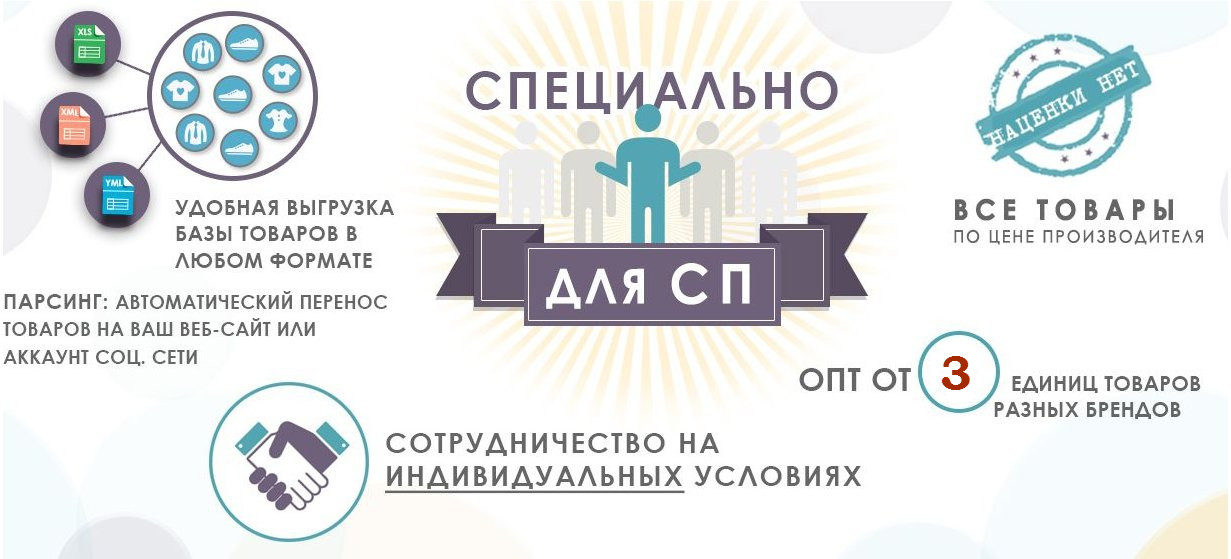 XLS
XML
YML
УДОБНАЯ ВЫГРУЗКА
БАЗЫ ТОВАРОВ В
ЛЮБОМ ФОРМАТЕ
ПАРСИНГ: АВТОМАТИЧЕСКИЙ ПЕРЕНОС
ТОВАРОВ НА ВАШ ВЕБ-САЙТ ИЛИ
АККАУНТ СОЦ. СЕТИ
СПЕЦИАЛЬНО
ДЛЯ СП
НАЦЕНКИ НЕТ
ВСЕ ТОВАРЫ
ПО ЦЕНЕ ПРОИЗВОДИТЕЛЯ
ОПТ ОТ 3 ЕДИНИЦ ТОВАРОВ
РАЗНЫХ БРЕНДОВ
СОТРУДНИЧЕСТВО НА
ИНДИВИДУАЛЬНЫХ УСЛОВИЯХ